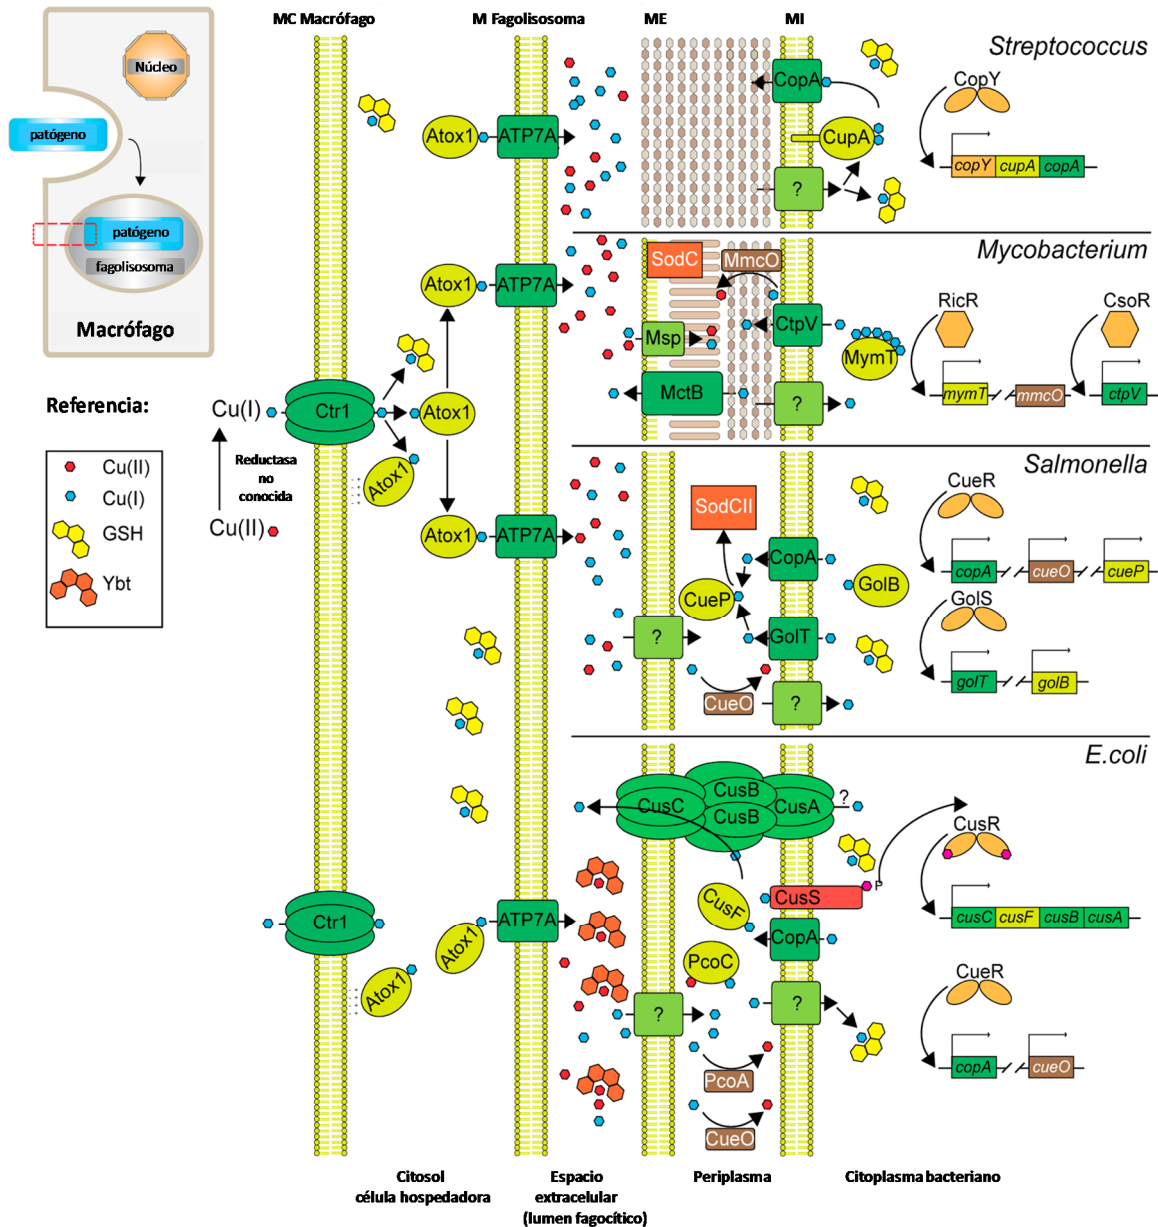 MC Macrófago
M Fagolisosoma
ME
MI
Núcleo
patógeno
patógeno
fagolisosoma
Macrófago
Referencia:
Cu(II)
Cu(I)
GSH
Ybt
Cu(I)
Reductasa
no
conocida
Cu(II)
Ctr1
Atox1
Atox1
Atox1
Atox1
Atox1
ATP7A
ATP7A
ATP7A
Ctr1
Atox1
Atox1
ATP7A
Streptococcus
CopA
CupA
?
CopY
copY
cupA
copA
Mycobacterium
SodC
MmcO
Msp
CtpV
MymT
MctB
?
RicR
CsoR
mymT
mmcO
ctpV
Salmonella
SodCII
CopA
CueP
GolB
?
GolT
CueO
?
CueR
copA
cueO
cueP
GolS
golT
golB
E.coli
CusC
CusB
CusB
CusA
?
CusF
CusS
P
CopA
PcoC
?
?
PcoA
CueO
CusR
cusC
cusF
cusB
cusA
CueR
copA
cueO
Citosol
célula hospedadora
Espacio
extracelular
(lumen fagocítico)
Periplasma
Citoplasma bacteriano